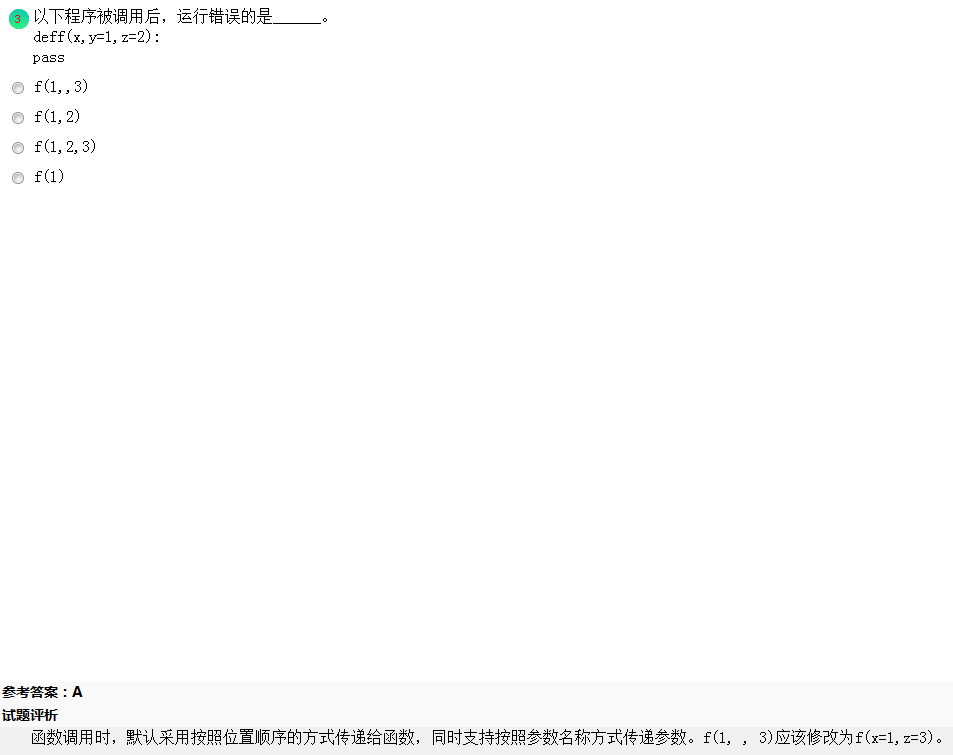 3 以下程序被调用后，运行错误的是______。
deff(x,y=1,z=2):
pass
f(1,,3)
f(1,2)
f(1,2,3)
f(1)
参考答案：A
试题评析
函数调用时，默认采用按照位置顺序的方式传递给函数，同时支持按照参数名称方式传递参数。f(1, , 3)应该修改为f(x=1,z=3)。